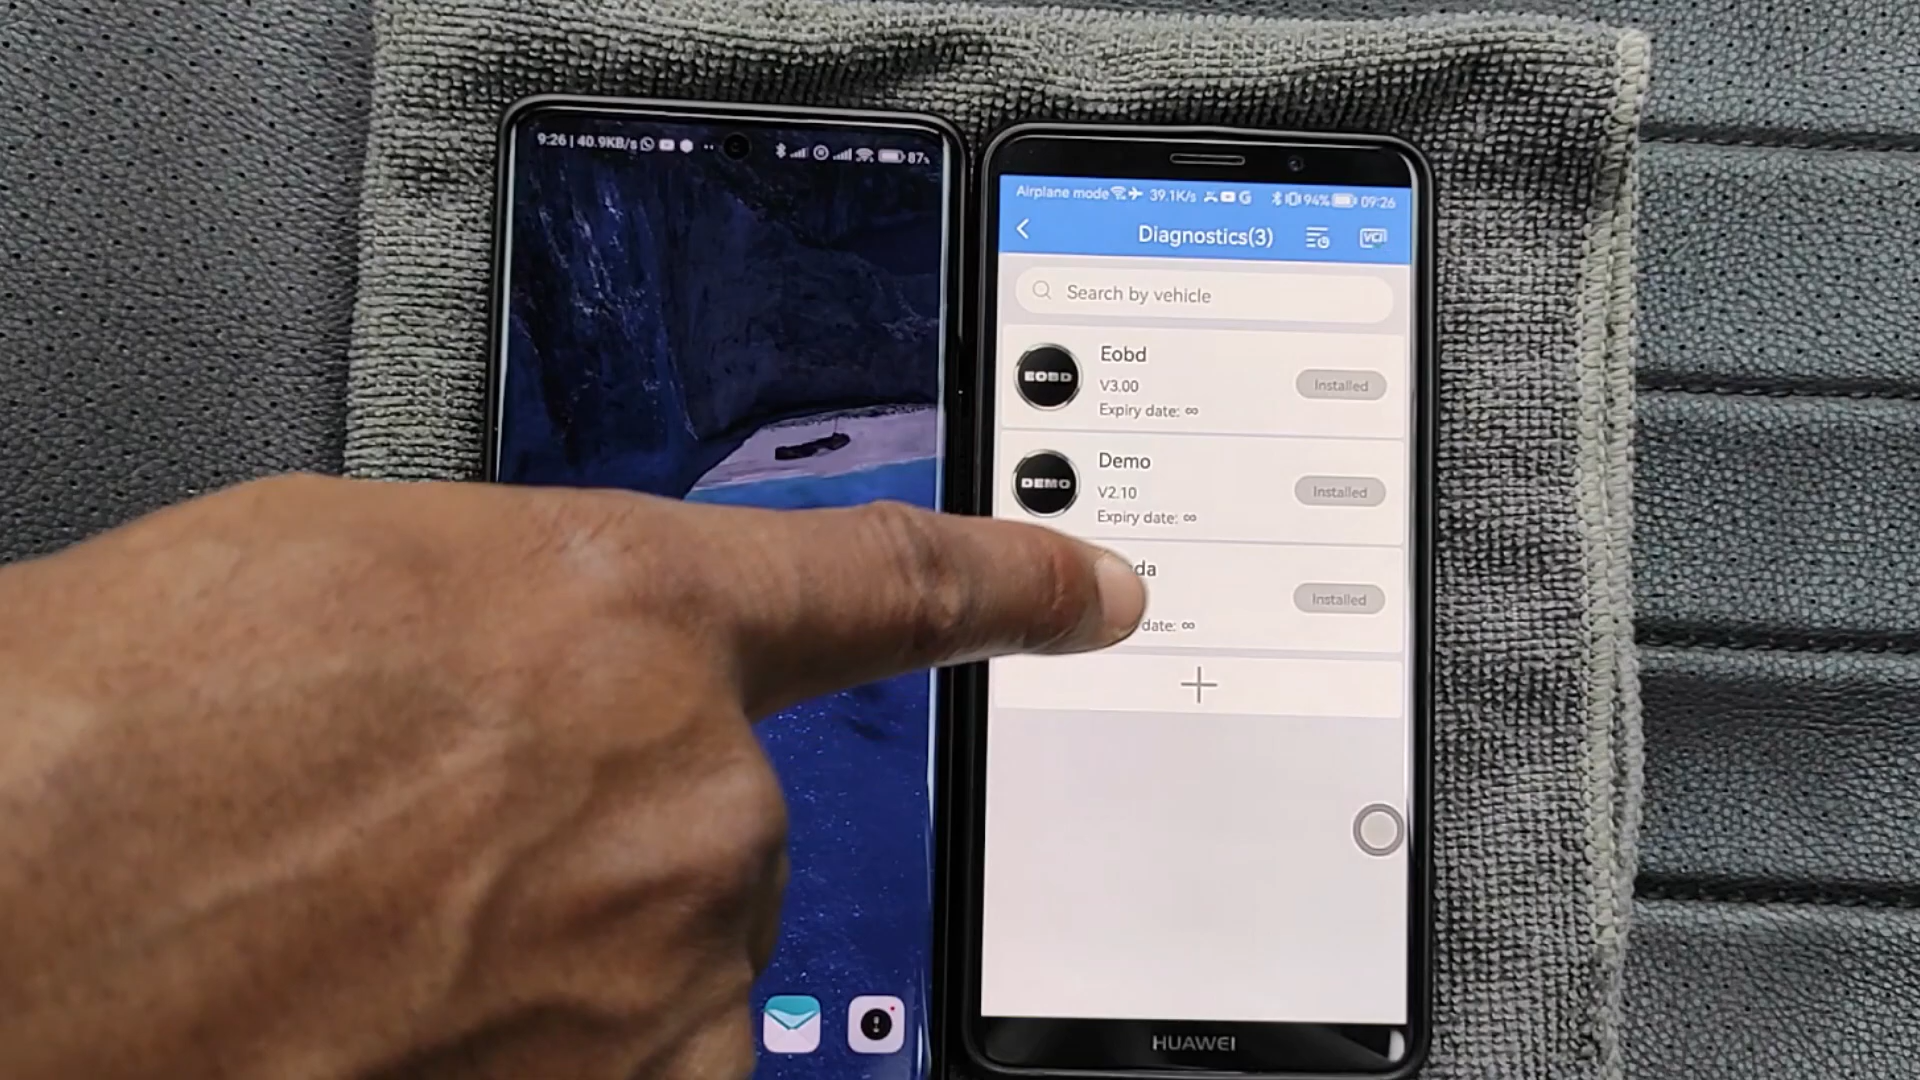 9:26 | 40.9KB/s
87%
Airplane mode 39.1K/s G 94% 09:26
Diagnostics(3)
VCI
Search by vehicle
EOBD
Eobd
V3.00
Expiry date: ∞
Installed
DEMO
Demo
V2.10
Expiry date: ∞
Installed
da
date: ∞
Installed
HUAWEI